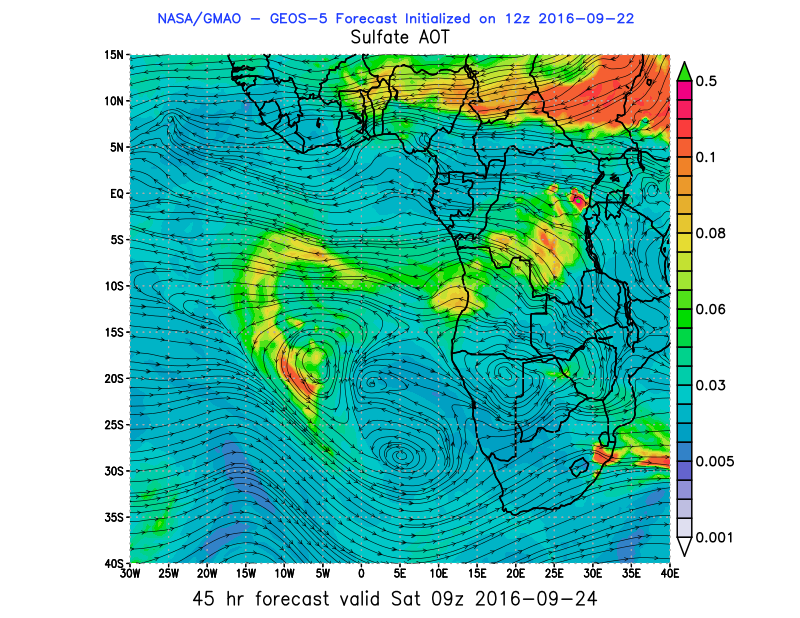 NASA/GMAO - GEOS-5 Forecast Initialized on 12z 2016-09-22
Sulfate AOT
15N
10N
5N
EQ
5S
10S
15S
20S
25S
30S
35S
40S
30W 25W 20W 15W 10W 5W 0 5E 10E 15E 20E 25E 30E 35E 40E
0.5
0.1
0.08
0.06
0.03
0.005
0.001
45 hr forecast valid Sat 09z 2016-09-24